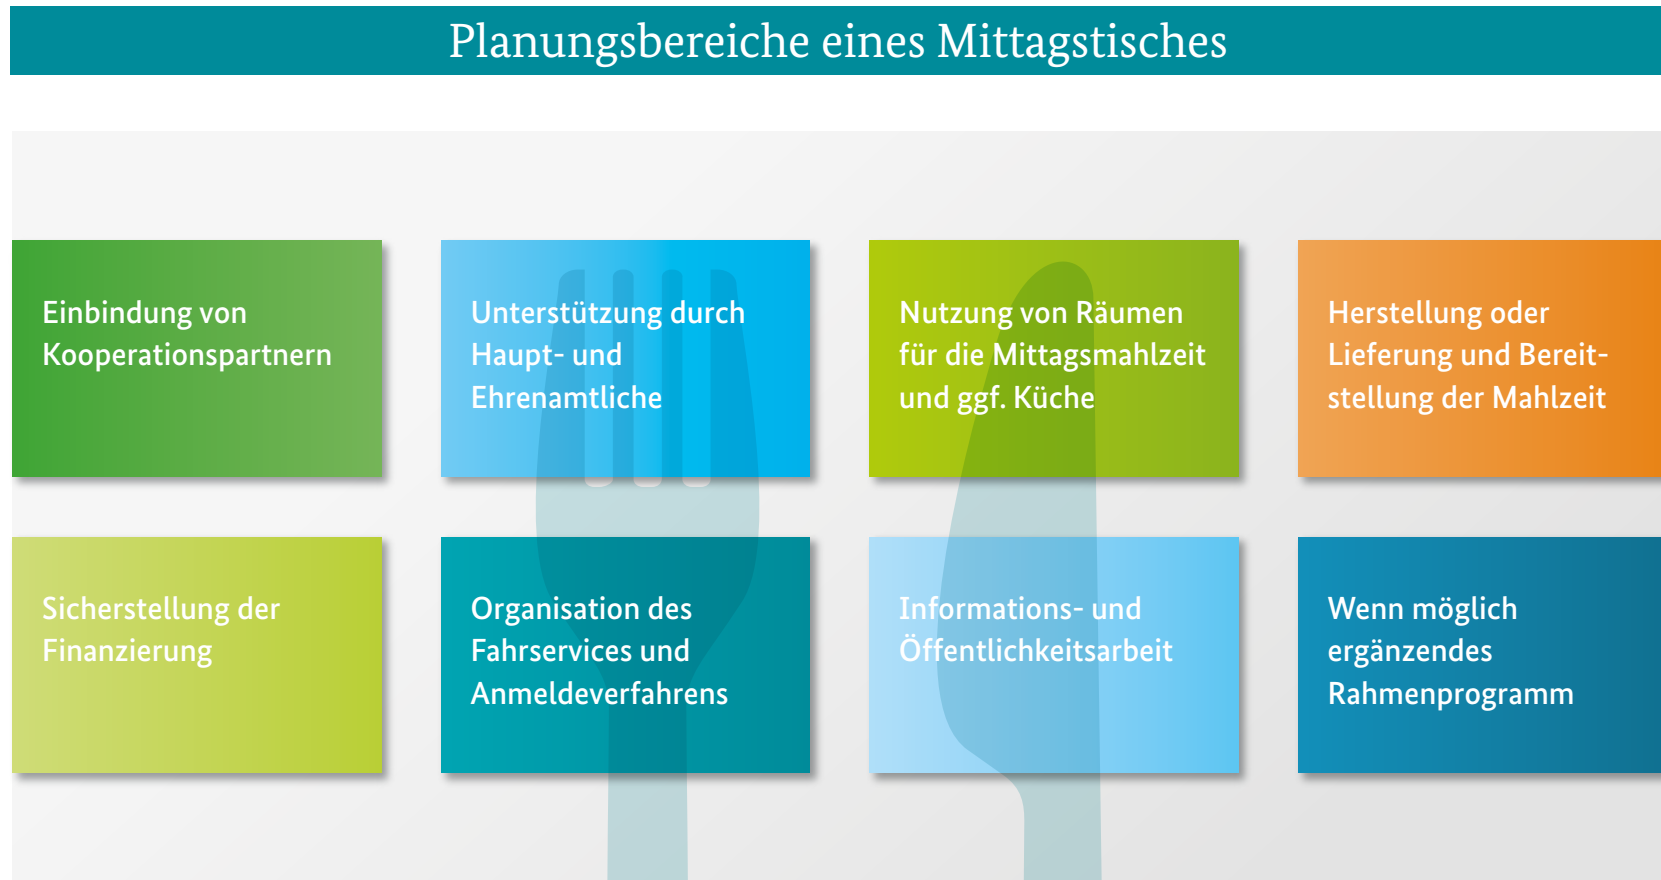 Planungsbereiche eines Mittagstisches
Einbindung von
Kooperationspartnern
Unterstützung durch
Haupt- und
Ehrenamtliche
Nutzung von Räumen
für die Mittagsmahlzeit
und ggf. Küche
Herstellung oder
Lieferung und Bereit-
stellung der Mahlzeit
Sicherstellung der
Finanzierung
Organisation des
Fahrservices und
Anmeldeverfahrens
Informations- und
Öffentlichkeitsarbeit
Wenn möglich
ergänzendes
Rahmenprogramm